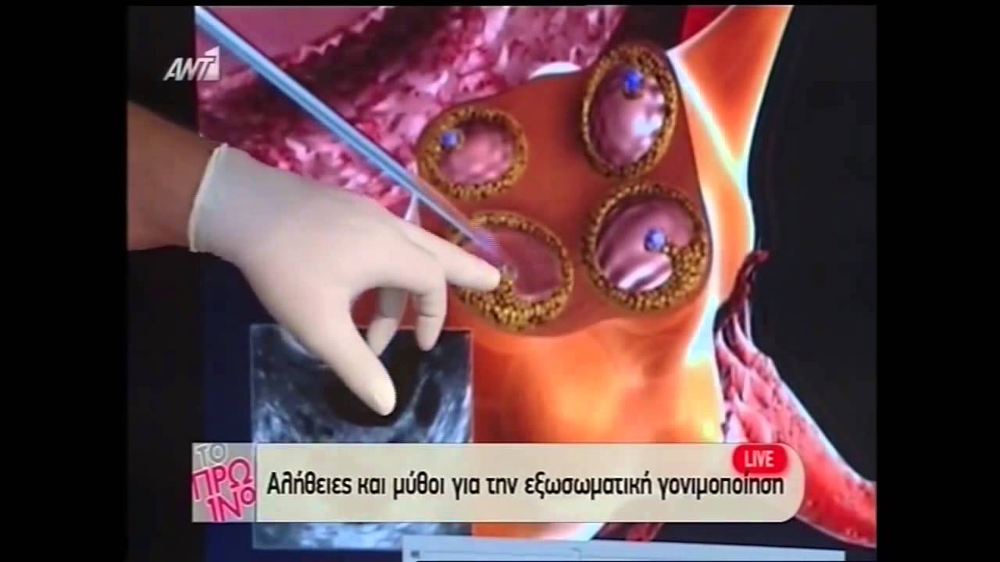 ANT1
LIVE
ΤΟ
ΠΡΩ
ΙΝΟ
Αλήθειες και μύθοι για την εξωσωματική γονιμοποίηση